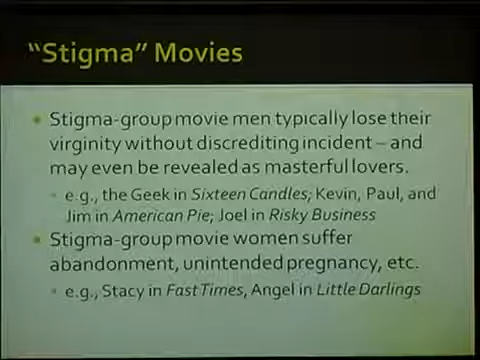 "Stigma" Movies
Stigma-group movie men typically lose their
virginity without discrediting incident – and
may even be revealed as masterful lovers.
e.g., the Geek in Sixteen Candles; Kevin, Paul, and
Jim in American Pie; Joel in Risky Business
Stigma-group movie women suffer
abandonment, unintended pregnancy, etc.
e.g., Stacy in Fast Times, Angel in Little Darlings